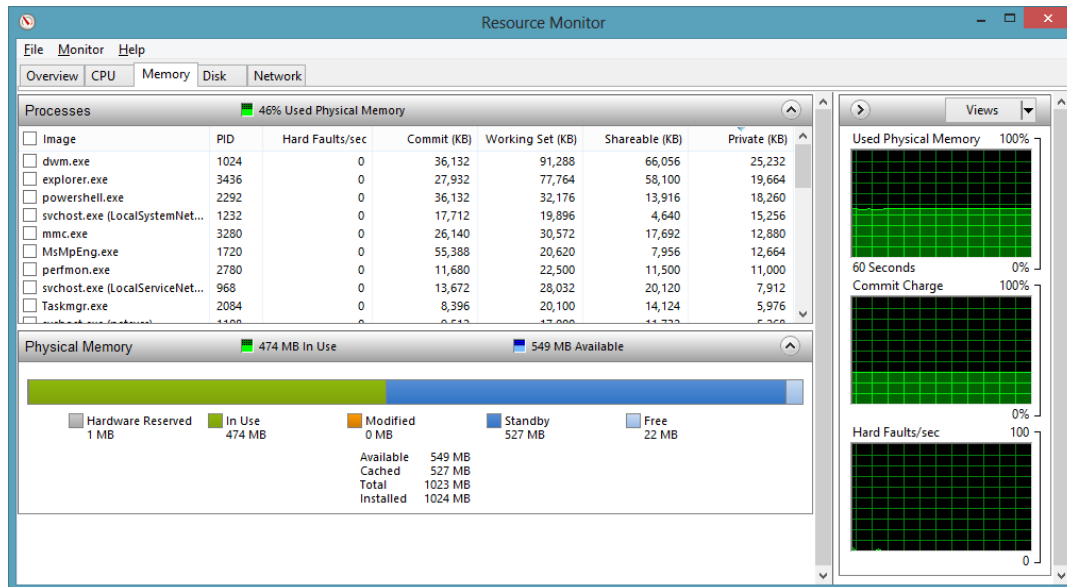 Resource Monitor
File Monitor Help
Overview CPU Memory Disk Network
Processes 46% Used Physical Memory
Image PID Hard Faults/sec Commit (KB) Working Set (KB) Shareable (KB) Private (KB)
dwm.exe 1024 0 36,132 91,288 66,056 25,232
explorer.exe 3436 0 27,932 77,764 58,100 19,664
powershell.exe 2292 0 36,132 32,176 13,916 18,260
svchost.exe (LocalSystemNet... 1232 0 17,712 19,896 4,640 15,256
mmc.exe 3280 0 26,140 30,572 17,692 12,880
MsMpEng.exe 1720 0 55,388 20,620 7,956 12,664
perfmon.exe 2780 0 11,680 22,500 11,500 11,000
svchost.exe (LocalServiceNet... 968 0 13,672 28,032 20,120 7,912
Taskmgr.exe 2084 0 8,396 20,100 14,124 5,976
Physical Memory 474 MB In Use 549 MB Available
Hardware Reserved In Use Modified Standby Free
1 MB 474 MB 0 MB 527 MB 22 MB
Available 549 MB
Cached 527 MB
Total 1023 MB
Installed 1024 MB
Views
Used Physical Memory 100%
60 Seconds 0%
Commit Charge 100%
0%
Hard Faults/sec 100
0